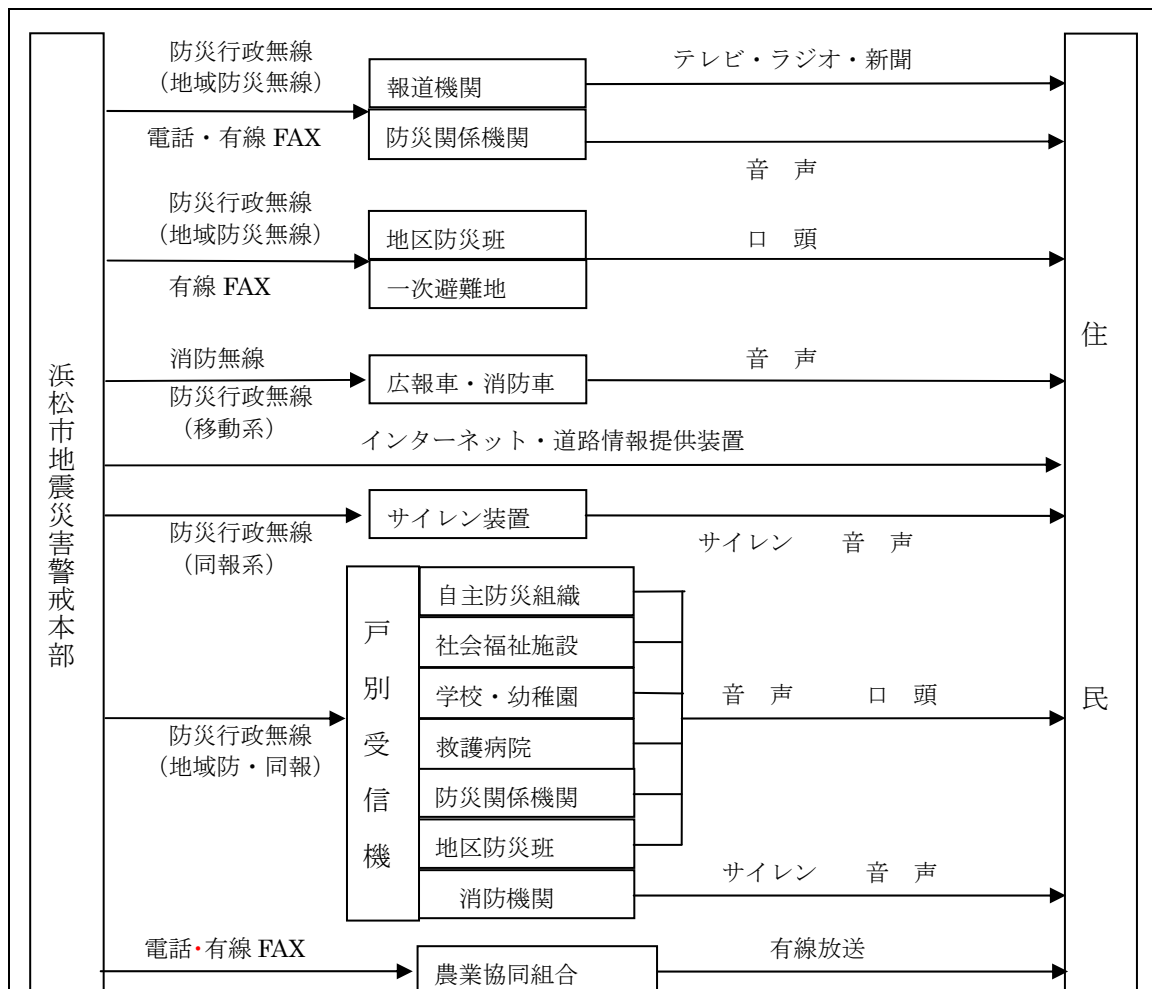 浜松市地震災害警戒本部
防災行政無線
（地域防災無線）
電話・有線 FAX
報道機関
防災関係機関
テレビ・ラジオ・新聞
音　声
防災行政無線
（地域防災無線）
有線 FAX
地区防災班
一次避難地
口　頭
消防無線
防災行政無線
（移動系）
広報車・消防車
音　声
インターネット・道路情報提供装置
防災行政無線
（同報系）
サイレン装置
サイレン　　音　声
防災行政無線
（地域防・同報）
戸別受信機
自主防災組織
社会福祉施設
学校・幼稚園
救護病院
防災関係機関
地区防災班
消防機関
音　声　　口　頭
サイレン　　音　声
電話・有線 FAX
農業協同組合
有線放送
住民